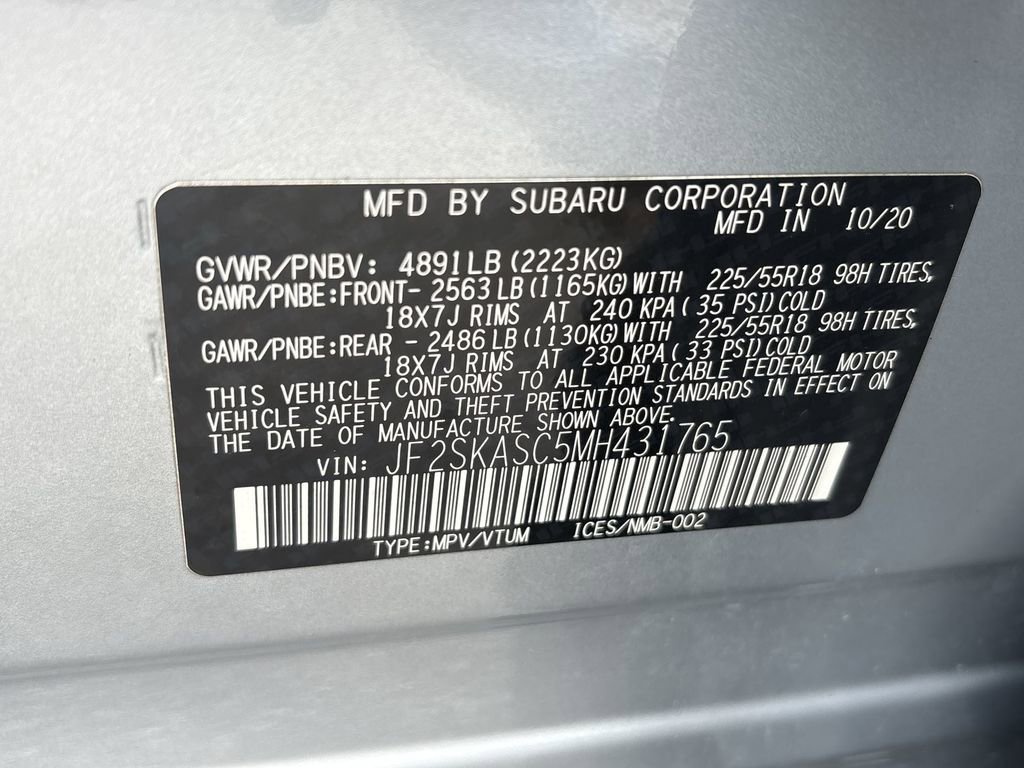 MFD BY SUBARU CORPORATION
MFD IN 10/20
GVWR/PNBV: 4891LB (2223KG)
GAWR/PNBE:FRONT- 2563 LB (1165KG) WITH 225/55R18 98H TIRES,
18X7J RIMS AT 240 KPA ( 35 PSI) COLD
GAWR/PNBE:REAR - 2486 LB (1130KG) WITH 225/55R18 98H TIRES,
18X7J RIMS AT 230 KPA ( 33 PSI) COLD
THIS VEHICLE CONFORMS TO ALL APPLICABLE FEDERAL MOTOR
VEHICLE SAFETY AND THEFT PREVENTION STANDARDS IN EFFECT ON
THE DATE OF MANUFACTURE SHOWN ABOVE.
VIN: JF2SKASC5MH431765
TYPE:MPV/VTUM ICES/NMB-002